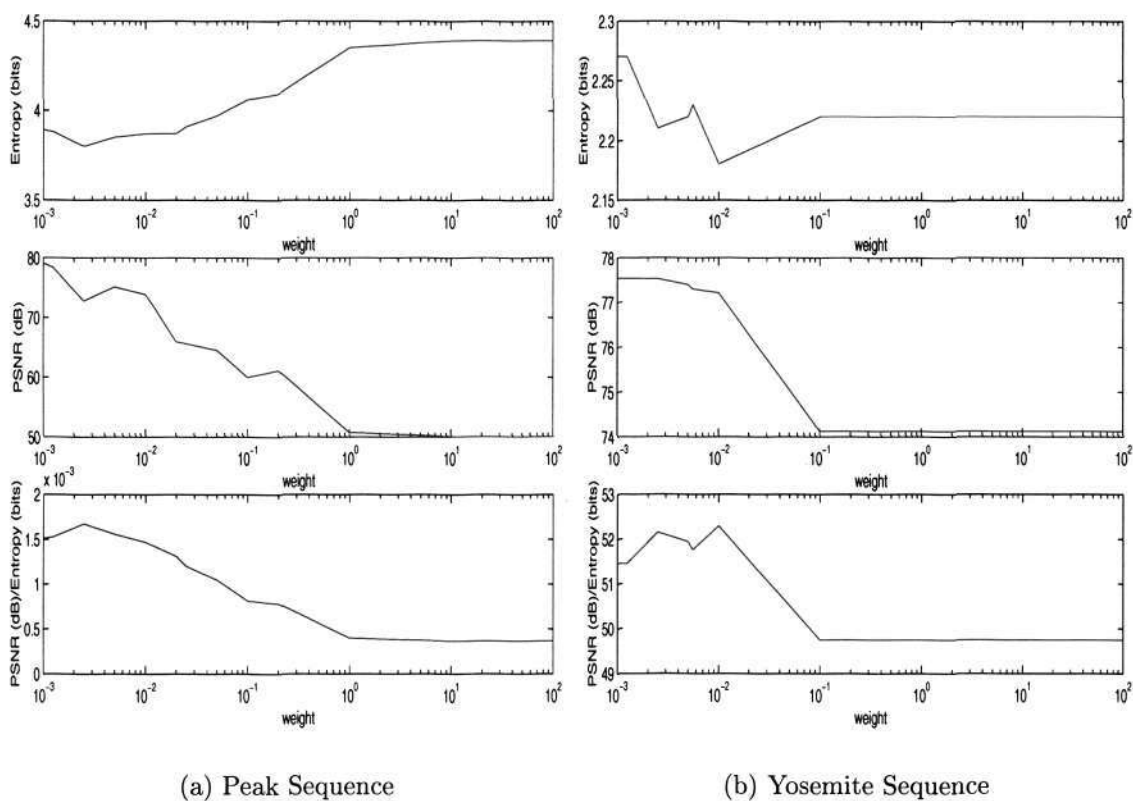 4.5
4
3.5
Entropy (bits)
10^-3 10^-2 10^-1 10^0 10^1 10^2
weight
2.3
2.25
2.2
2.15
Entropy (bits)
10^-3 10^-2 10^-1 10^0 10^1 10^2
weight
80
70
60
50
PSNR (dB)
10^-3 10^-2 10^-1 10^0 10^1 10^2
weight
78
77
76
75
74
PSNR (dB)
10^-3 10^-2 10^-1 10^0 10^1 10^2
weight
x 10^-3
2
1.5
1
0.5
0
PSNR (dB)/Entropy (bits)
10^-3 10^-2 10^-1 10^0 10^1 10^2
weight
53
52
51
50
49
PSNR (dB)/Entropy (bits)
10^-3 10^-2 10^-1 10^0 10^1 10^2
weight
(a) Peak Sequence
(b) Yosemite Sequence